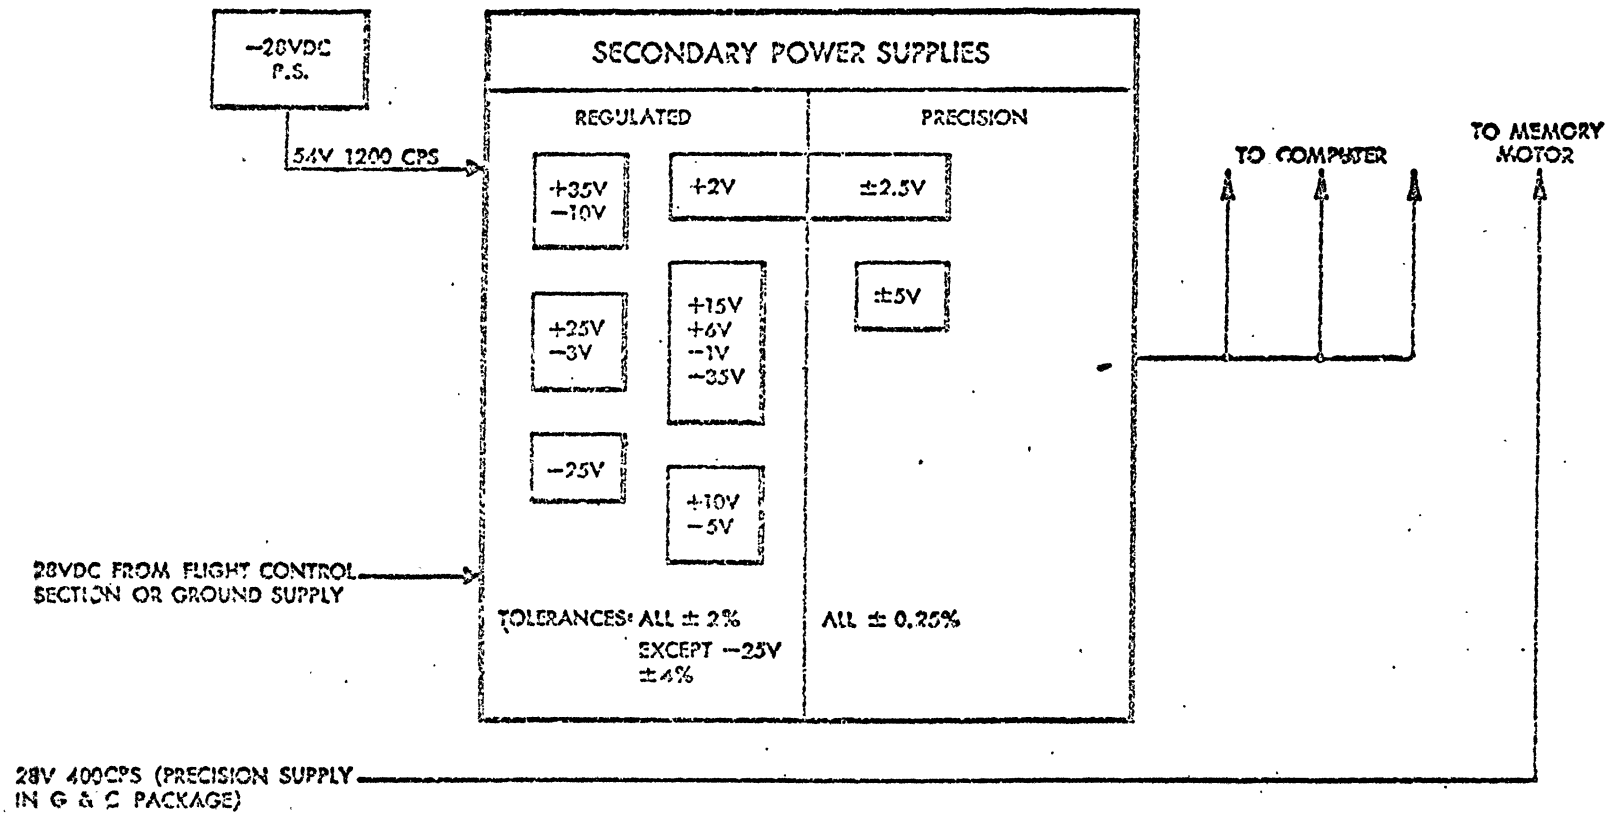 −28VDC
P.S.
SECONDARY POWER SUPPLIES
REGULATED
PRECISION
54V 1200 CPS
+35V
−10V
+2V
±2.5V
+25V
−3V
+15V
+6V
−1V
−35V
±5V
−25V
+10V
−5V
TO COMPUTER
TO MEMORY
MOTOR
28VDC FROM FLIGHT CONTROL
SECTION OR GROUND SUPPLY
TOLERANCES: ALL ± 2%
EXCEPT −25V
±4%
ALL ± 0.25%
28V 400CPS (PRECISION SUPPLY
IN G & C PACKAGE)